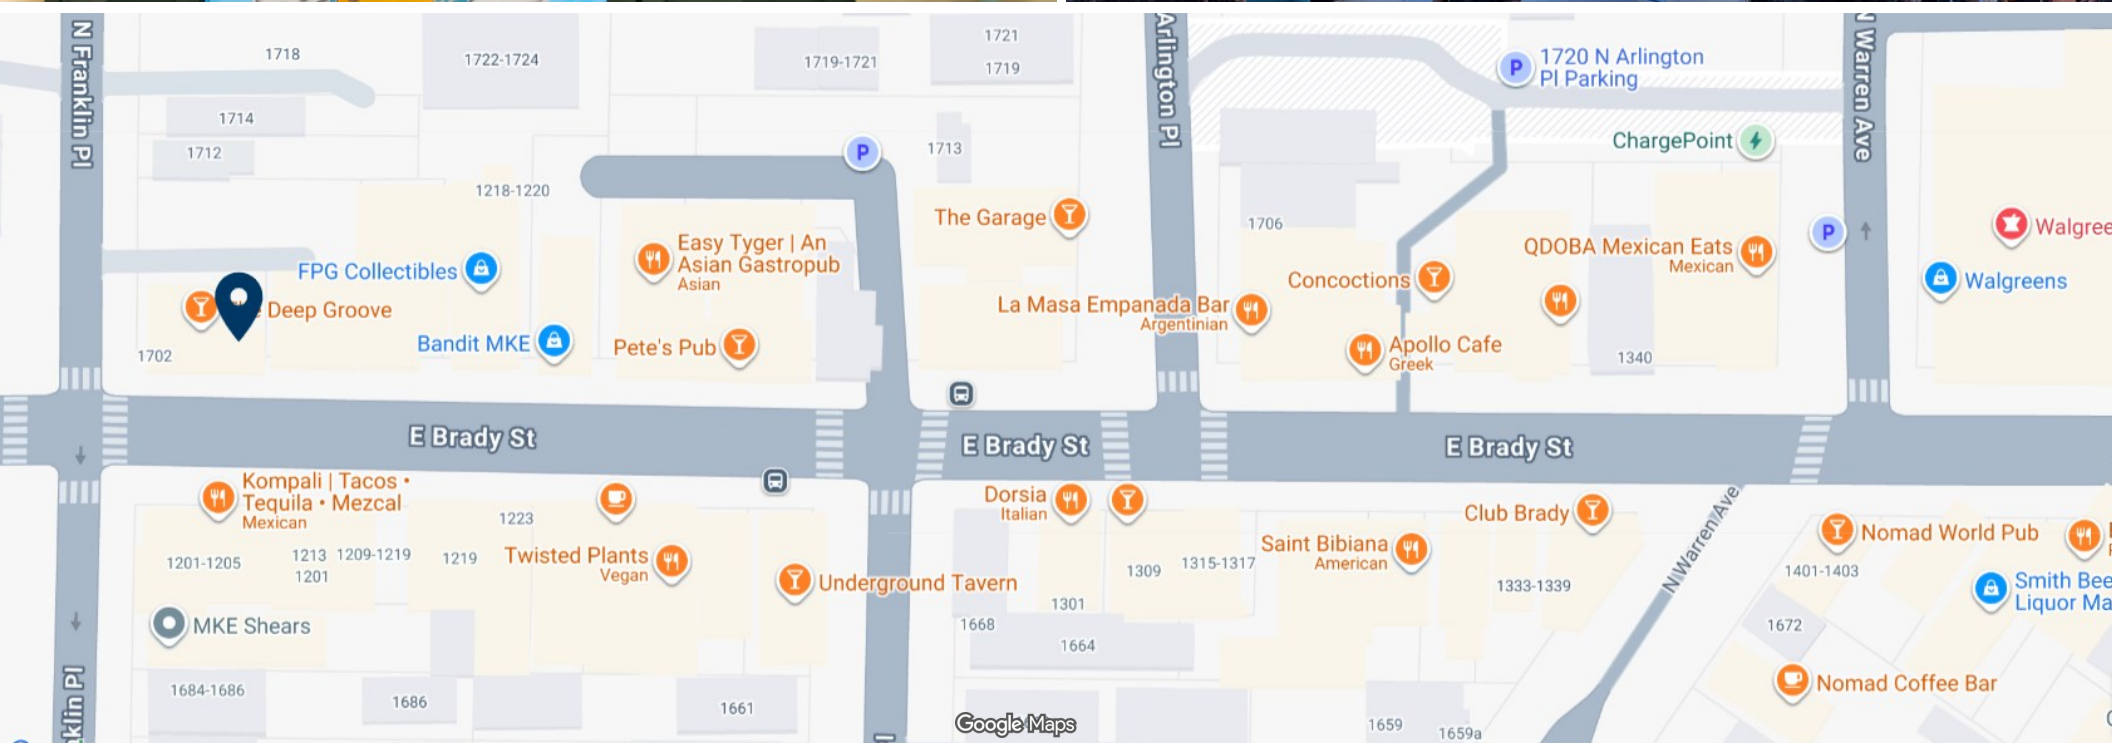 N Franklin Pl
1718
1722-1724
1719-1721
1721
1719
Arlington Pl
P
1720 N Arlington
Pl Parking
N Warren Ave
1714
1712
P
1713
ChargePoint
1218-1220
The Garage
1706
P
Walgree
FPG Collectibles
Easy Tyger | An
Asian Gastropub
Asian
QDOBA Mexican Eats
Mexican
Concoctions
Walgreens
Deep Groove
La Masa Empanada Bar
Argentinian
Bandit MKE
Pete's Pub
Apollo Cafe
Greek
1702
1340
E Brady St
E Brady St
E Brady St
Kompali | Tacos •
Tequila • Mezcal
Mexican
1223
Dorsia
Italian
Club Brady
N Warren Ave
Nomad World Pub
1201-1205
1213
1201
1209-1219
1219
Twisted Plants
Vegan
Underground Tavern
1309
1315-1317
Saint Bibiana
American
1333-1339
1401-1403
Smith Bee
Liquor Ma
1301
MKE Shears
1668
1664
1672
1684-1686
1686
1661
Nomad Coffee Bar
klin Pl
Google Maps
1659
1659a